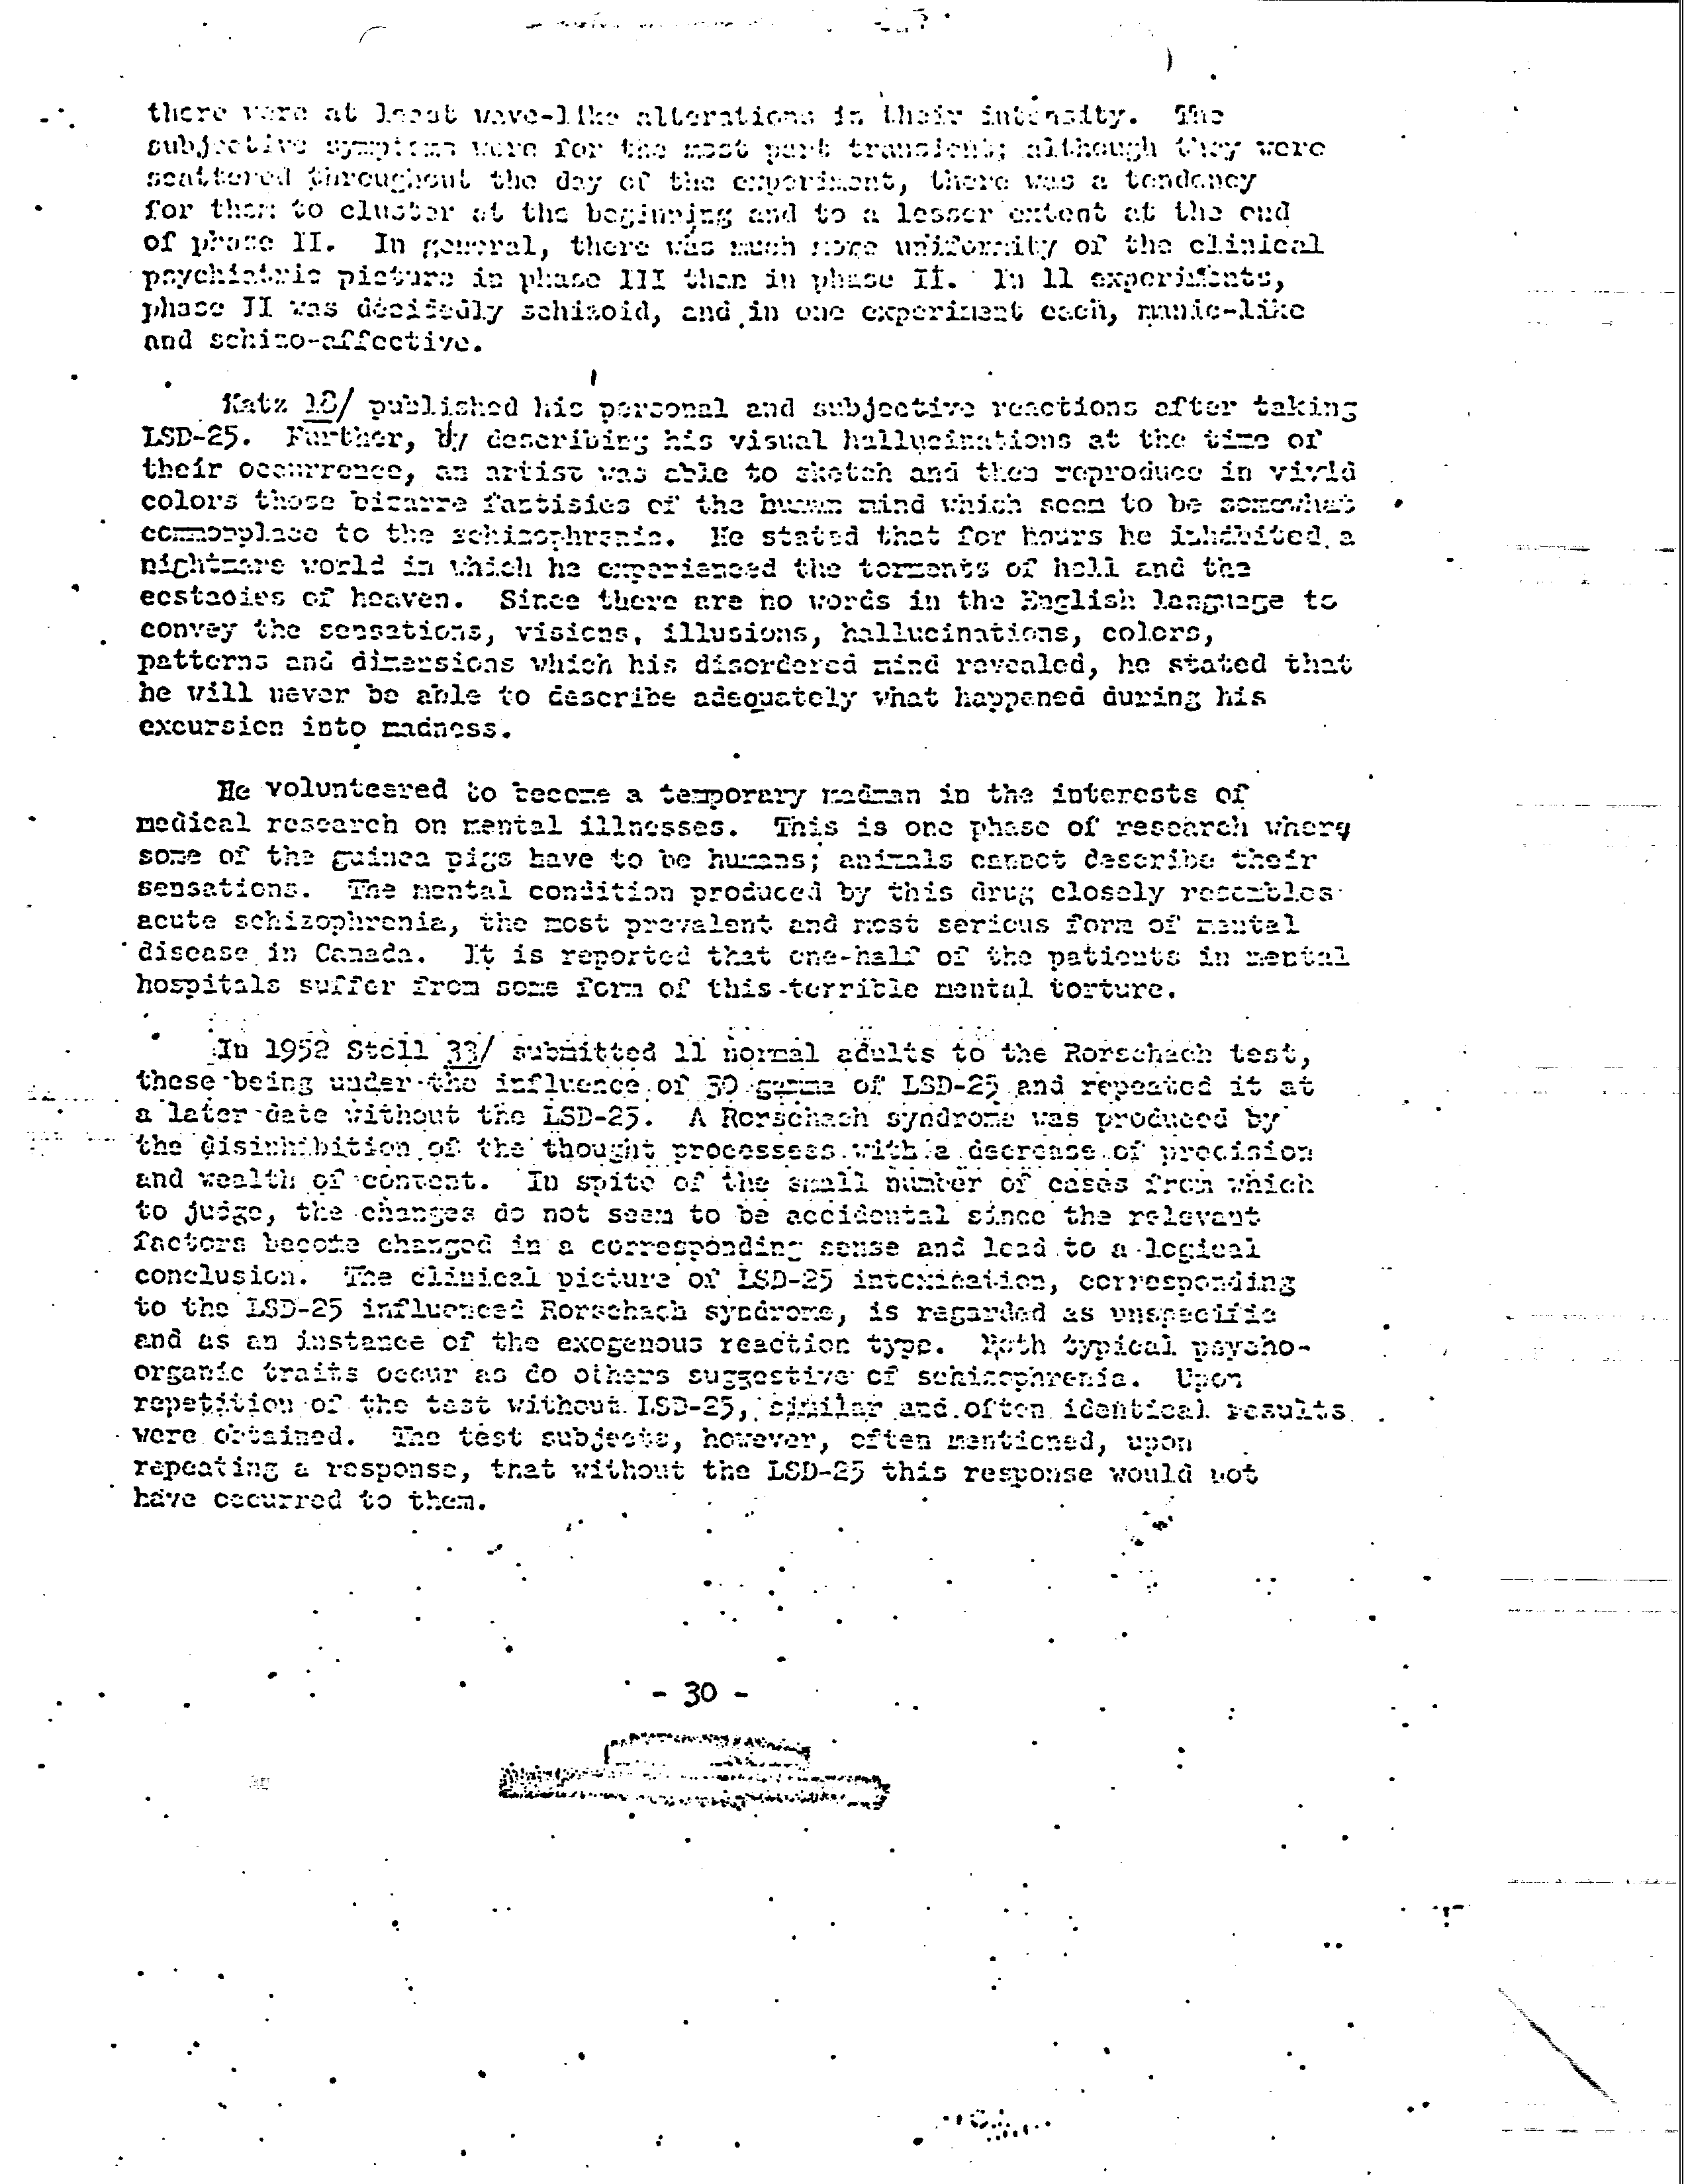 there were at least wave-like alterations in their intensity. The
subjective symptoms were for the most part transient; although they were
scattered throughout the day of the experiment, there was a tendency
for them to cluster at the beginning and to a lesser extent at the end
of phase II. In general, there was much more uniformity of the clinical
psychiatric picture in phase III than in phase II. In 11 experiments,
phase II was decidedly schizoid, and in one experiment each, manic-like
and schizo-affective.
Katz 18/ published his personal and subjective reactions after taking
LSD-25. Further, by describing his visual hallucinations at the time of
their occurrence, an artist was able to sketch and then reproduce in vivid
colors those bizarre fantisies of the human mind which seem to be somewhat
commonplace to the schizophrenic. He stated that for hours he inhabited a
nightmare world in which he experienced the torments of hell and the
ecstacies of heaven. Since there are no words in the English language to
convey the sensations, visions, illusions, hallucinations, colors,
patterns and dimensions which his disordered mind revealed, he stated that
he will never be able to describe adequately what happened during his
excursion into madness.
He volunteered to become a temporary madman in the interests of
medical research on mental illnesses. This is one phase of research where
some of the guinea pigs have to be humans; animals cannot describe their
sensations. The mental condition produced by this drug closely resembles
acute schizophrenia, the most prevalent and most serious form of mental
disease in Canada. It is reported that one-half of the patients in mental
hospitals suffer from some form of this terrible mental torture.
In 1952 Stoll 33/ submitted 11 normal adults to the Rorschach test,
these being under the influence of 30 gamma of LSD-25 and repeated it at
a later date without the LSD-25. A Rorschach syndrome was produced by
the disinhibition of the thought processess with a decrease of precision
and wealth of content. In spite of the small number of cases from which
to judge, the changes do not seem to be accidental since the relevant
factors become changed in a corresponding sense and lead to a logical
conclusion. The clinical picture of LSD-25 intoxication, corresponding
to the LSD-25 influenced Rorschach syndrome, is regarded as unspecific
and as an instance of the exogenous reaction type. Both typical psycho-
organic traits occur as do others suggestive of schizophrenia. Upon
repetition of the test without LSD-25, similar and often identical results
were obtained. The test subjects, however, often mentioned, upon
repeating a response, that without the LSD-25 this response would not
have occurred to them.
- 30 -